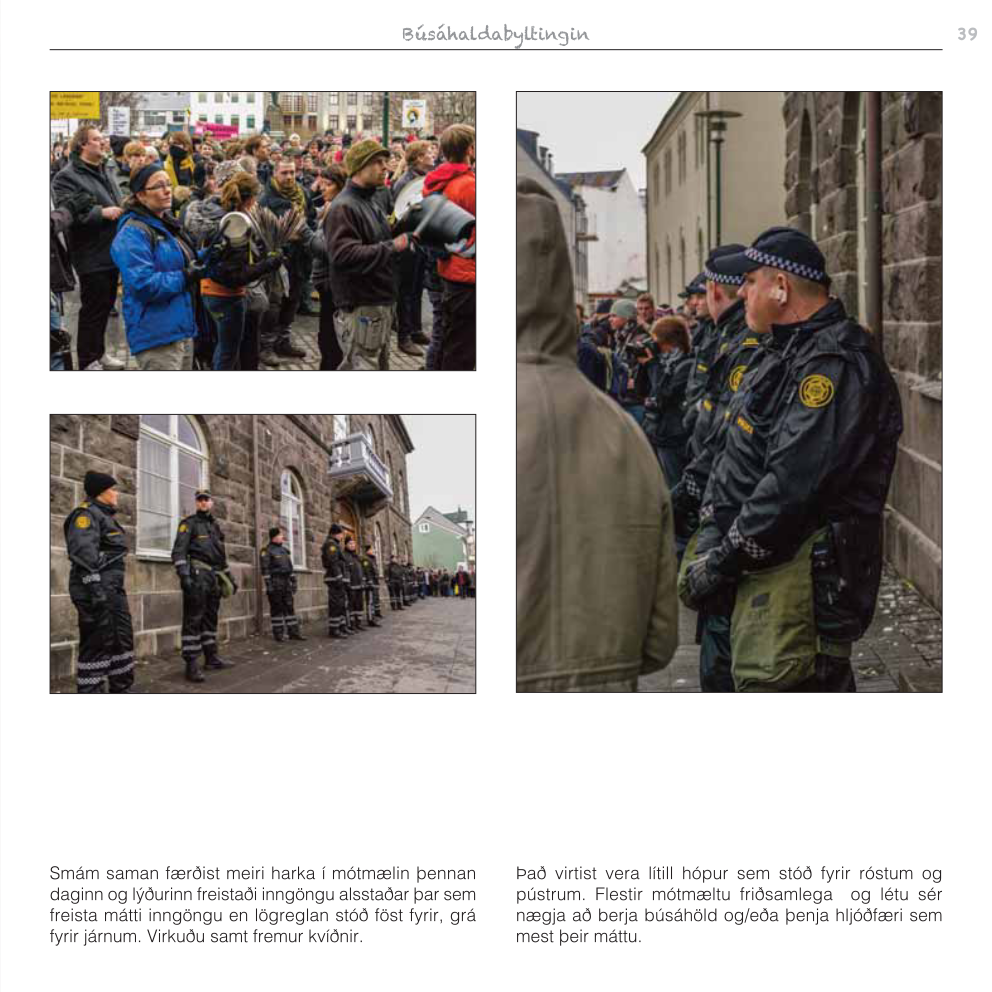 Búsáhaldabyltingin
39
Smám saman færðist meiri harka í mótmælin þennan
daginn og lýðurinn freistaði inngöngu alsstaðar þar sem
freista mátti inngöngu en lögreglan stóð föst fyrir, grá
fyrir járnum. Virkuðu samt fremur kvíðnir.
Það virtist vera lítill hópur sem stóð fyrir róstum og
pústrum. Flestir mótmæltu friðsamlega og létu sér
nægja að berja búsáhöld og/eða þenja hljóðfæri sem
mest þeir máttu.